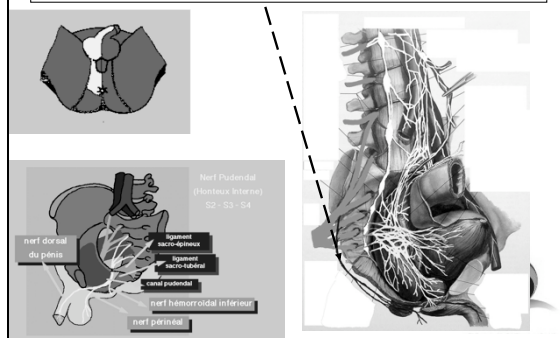 Nerf Pudendal
(Honteux Interne)
S2 - S3 - S4
ligament
sacro-épineux
nerf dorsal
du pénis
ligament
sacro-tubéral
canal pudendal
nerf hémorroïdal inférieur
nerf périnéal